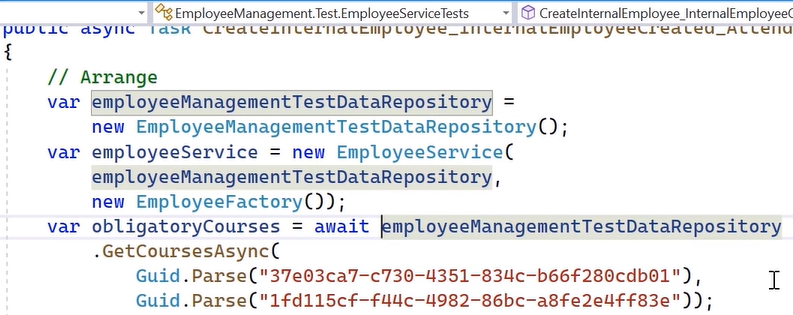 EmployeeManagement.Test.EmployeeServiceTests
CreateInternalEmployee_InternalEmployeeC
public async Task CreateInternalEmployee_InternalEmployeeCreated_Attend
{
// Arrange
var employeeManagementTestDataRepository =
new EmployeeManagementTestDataRepository();
var employeeService = new EmployeeService(
employeeManagementTestDataRepository,
new EmployeeFactory());
var obligatoryCourses = await employeeManagementTestDataRepository
.GetCoursesAsync(
Guid.Parse("37e03ca7-c730-4351-834c-b66f280cdb01"),
Guid.Parse("1fd115cf-f44c-4982-86bc-a8fe2e4ff83e"));